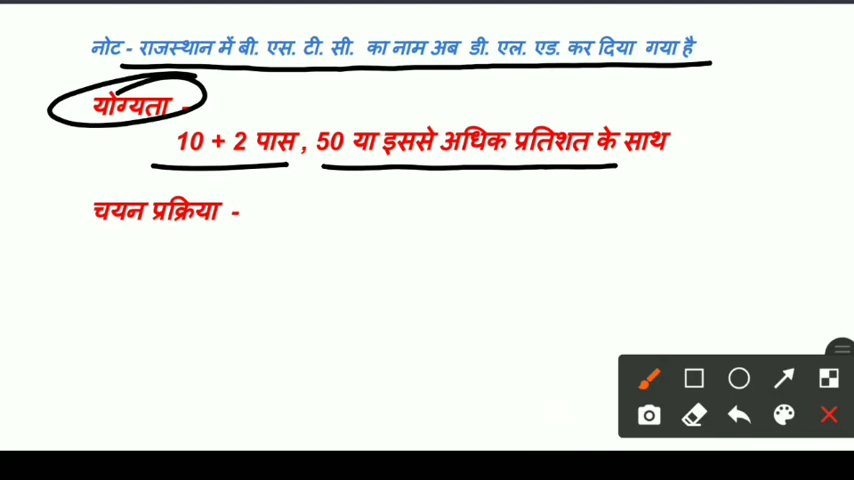 नोट - राजस्थान में बी. एस. टी. सी. का नाम अब डी. एल. एड. कर दिया गया है
योग्यता -
10 + 2 पास , 50 या इससे अधिक प्रतिशत के साथ
चयन प्रक्रिया -